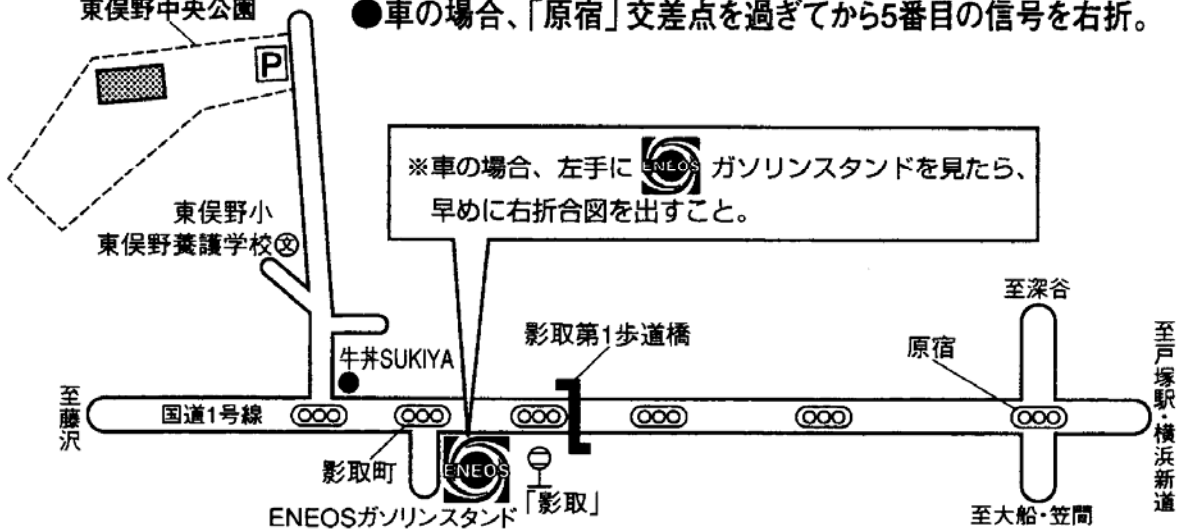 東俣野中央公園
●車の場合、「原宿」交差点を過ぎてから5番目の信号を右折。
P
※車の場合、左手に ENEOS ガソリンスタンドを見たら、
早めに右折合図を出すこと。
東俣野小
東俣野養護学校㊫
至深谷
影取第1歩道橋
原宿
牛丼SUKIYA
至藤沢
国道1号線
至戸塚駅・横浜新道
影取町
ENEOS
「影取」
ENEOSガソリンスタンド
至大船・笠間